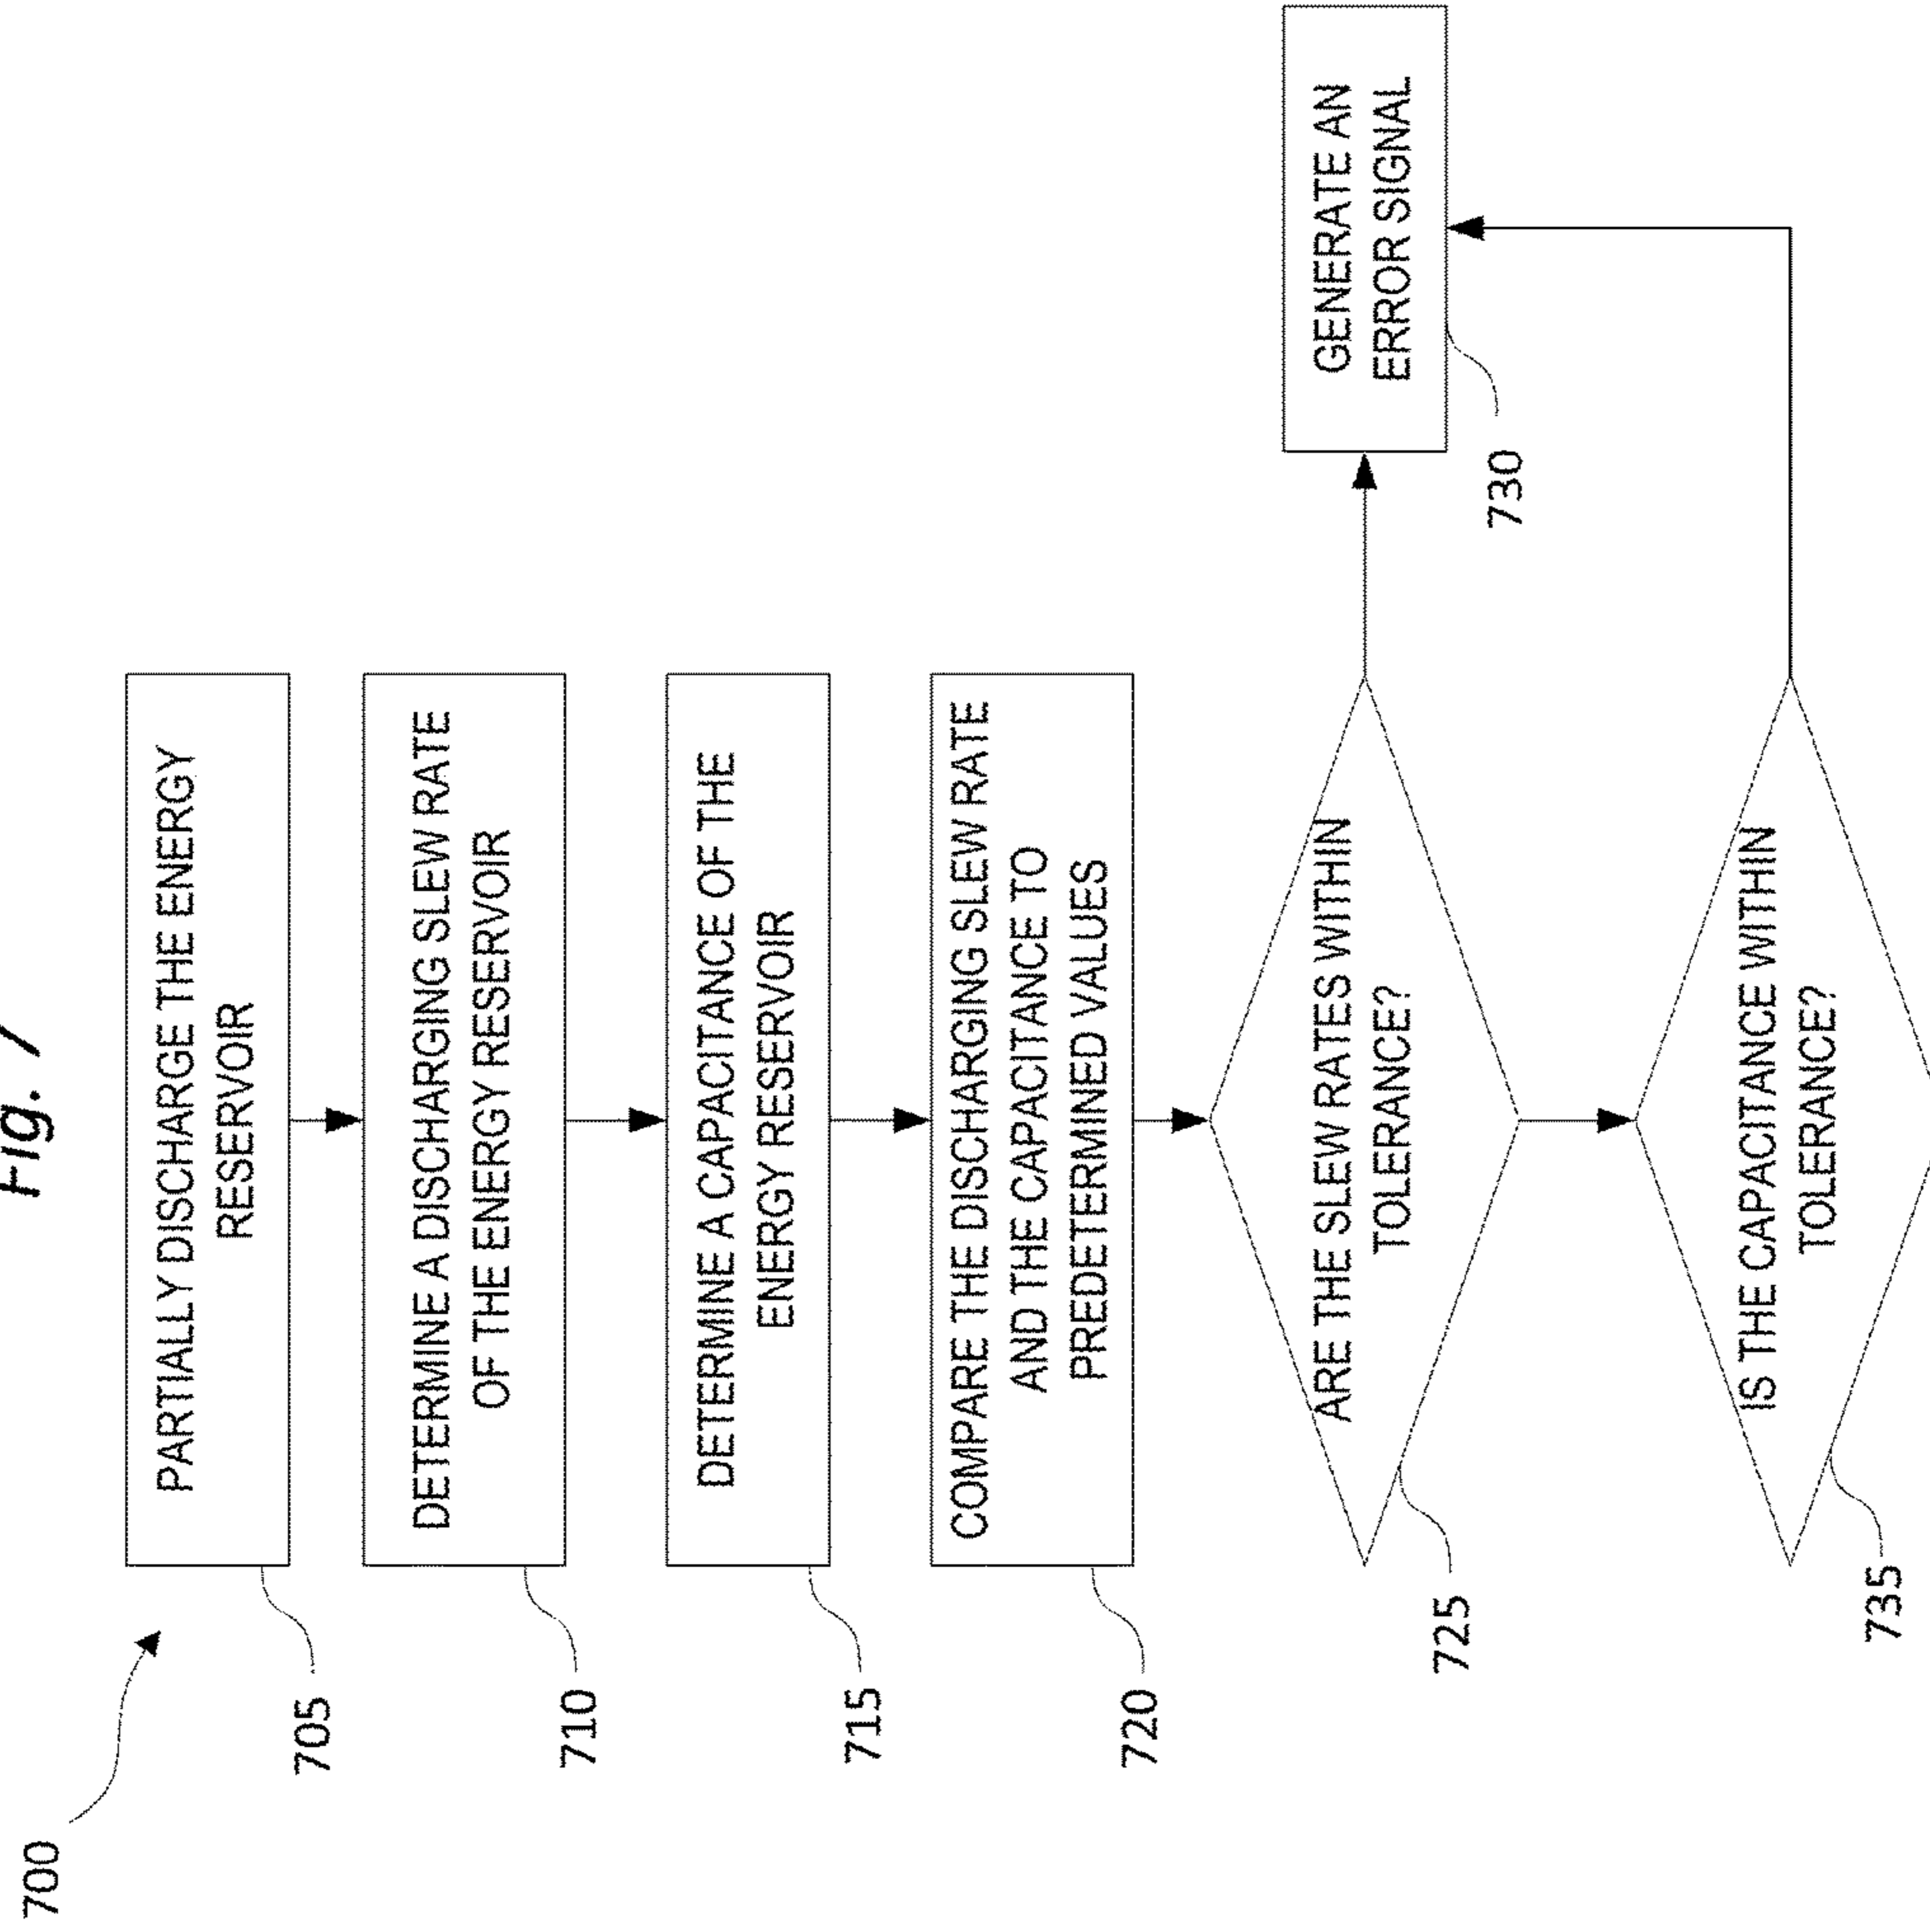 Fig. 7
700
PARTIALLY DISCHARGE THE ENERGY
RESERVOIR
705
DETERMINE A DISCHARGING SLEW RATE
OF THE ENERGY RESERVOIR
710
DETERMINE A CAPACITANCE OF THE
ENERGY RESERVOIR
715
COMPARE THE DISCHARGING SLEW RATE
AND THE CAPACITANCE TO
PREDETERMINED VALUES
720
ARE THE SLEW RATES WITHIN
TOLERANCE?
725
GENERATE AN
ERROR SIGNAL
730
IS THE CAPACITANCE WITHIN
TOLERANCE?
735